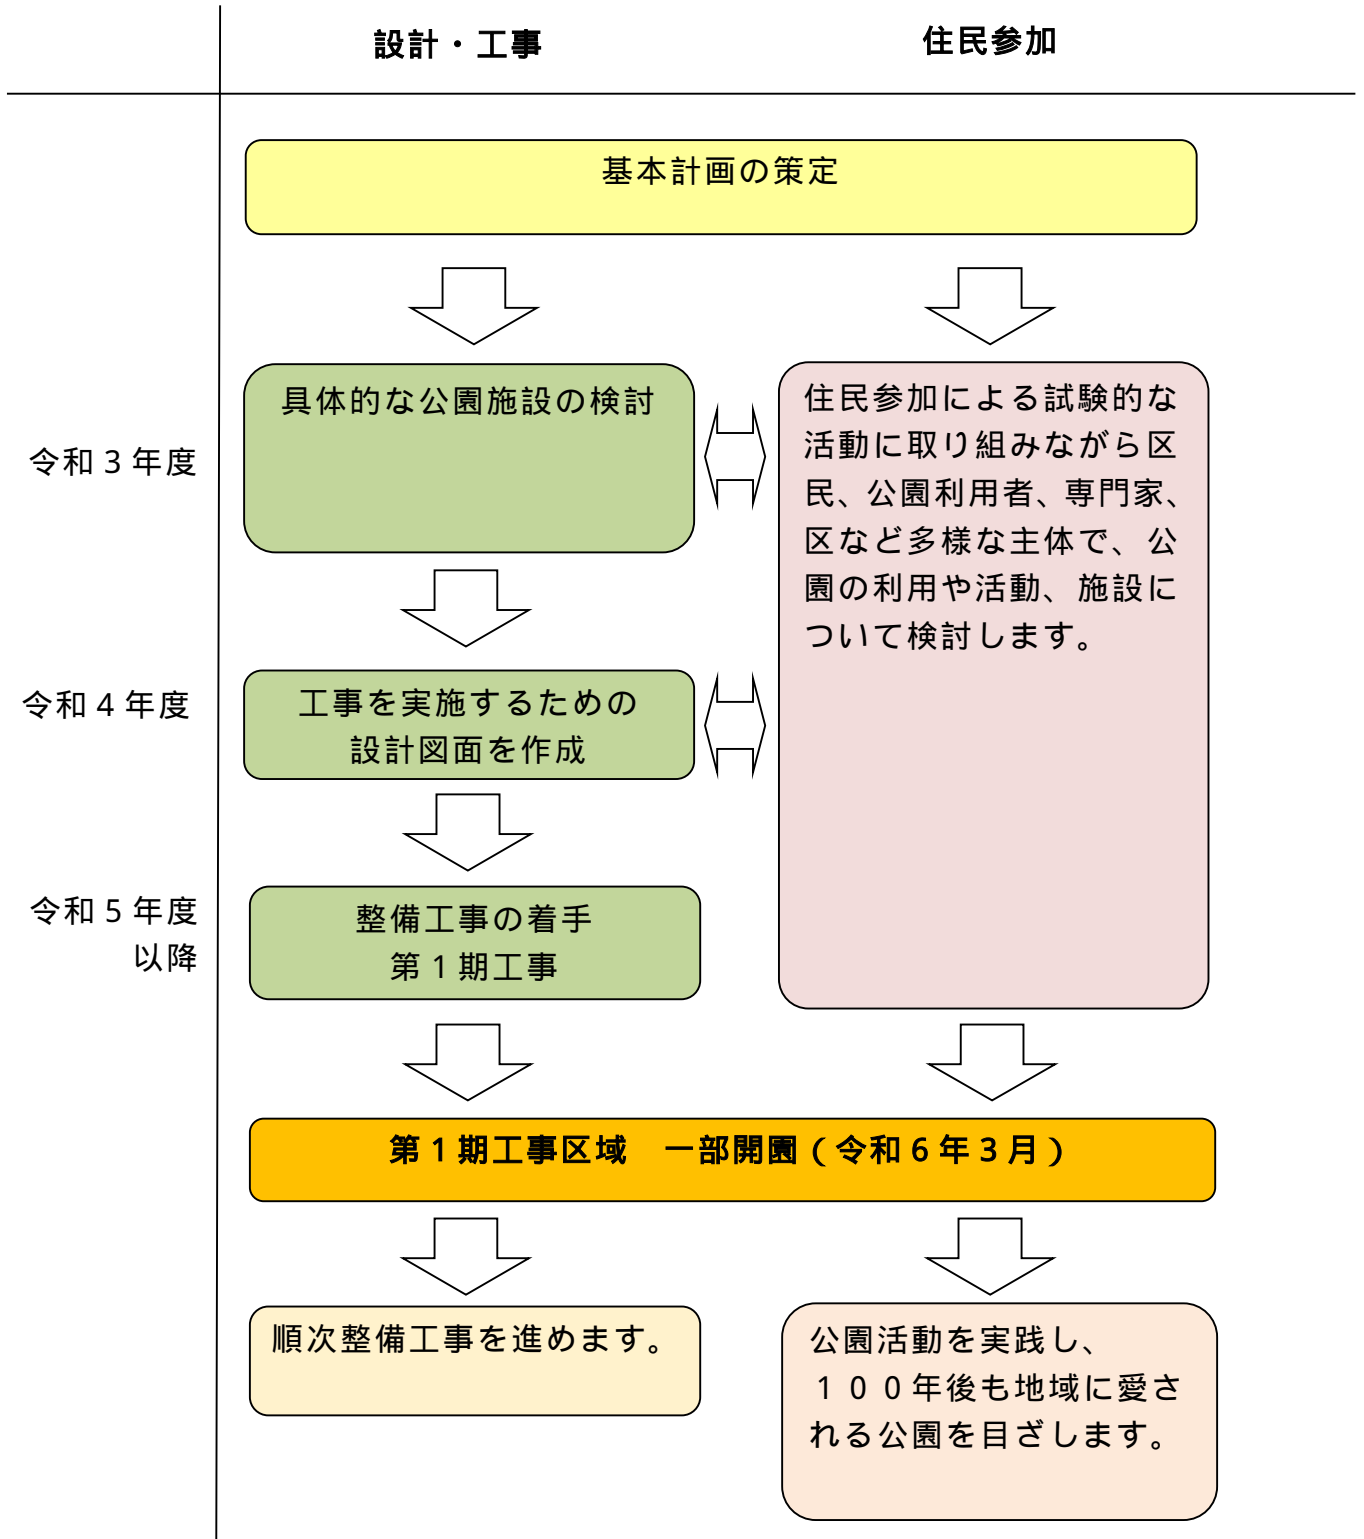 設計・工事
住民参加
基本計画の策定
令和３年度
具体的な公園施設の検討
住民参加による試験的な
活動に取り組みながら区
民、公園利用者、専門家、
区など多様な主体で、公
園の利用や活動、施設に
ついて検討します。
令和４年度
工事を実施するための
設計図面を作成
令和５年度
以降
整備工事の着手
第１期工事
第１期工事区域　一部開園（令和６年３月）
順次整備工事を進めます。
公園活動を実践し、
１００年後も地域に愛さ
れる公園を目ざします。